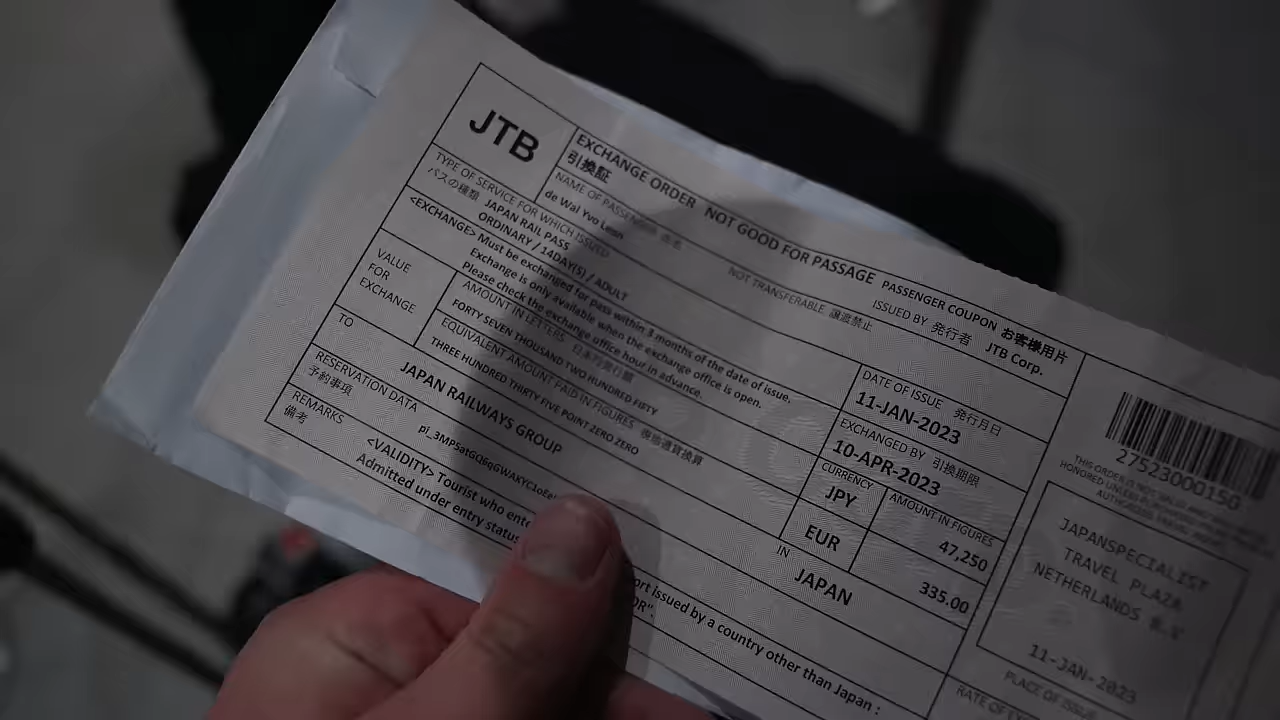 JTB
EXCHANGE ORDER NOT GOOD FOR PASSAGE PASSENGER COUPON お客様用片
引換証
NAME OF PASSENGER
de Wal Yvo Leon
NOT TRANSFERABLE 譲渡禁止
ISSUED BY 発行者 JTB Corp.
TYPE OF SERVICE FOR WHICH ISSUED
パスの種類 JAPAN RAIL PASS
ORDINARY / 14DAY(S) / ADULT
<EXCHANGE> Must be exchanged for pass within 3 months of the date of issue.
Exchange is only available when the exchange office is open.
Please check the exchange office hour in advance.
DATE OF ISSUE 発行月日
11-JAN-2023
EXCHANGED BY 引換期限
10-APR-2023
VALUE
FOR
EXCHANGE
AMOUNT IN LETTERS
FORTY SEVEN THOUSAND TWO HUNDRED FIFTY
EQUIVALENT AMOUNT PAID IN FIGURES
THREE HUNDRED THIRTY FIVE POINT ZERO ZERO
CURRENCY
AMOUNT IN FIGURES
JPY
47,250
EUR
335.00
TO
JAPAN RAILWAYS GROUP
IN
JAPAN
RESERVATION DATA
予約事項
REMARKS
備考
<VALIDITY> Tourist who
Admitted under entry
issued by a country other than Japan :
27523000150
JAPANSPECIALIST
TRAVEL PLAZA
NETHERLANDS B.V
11-JAN-2023
PLACE OF ISSUE
RATE OF